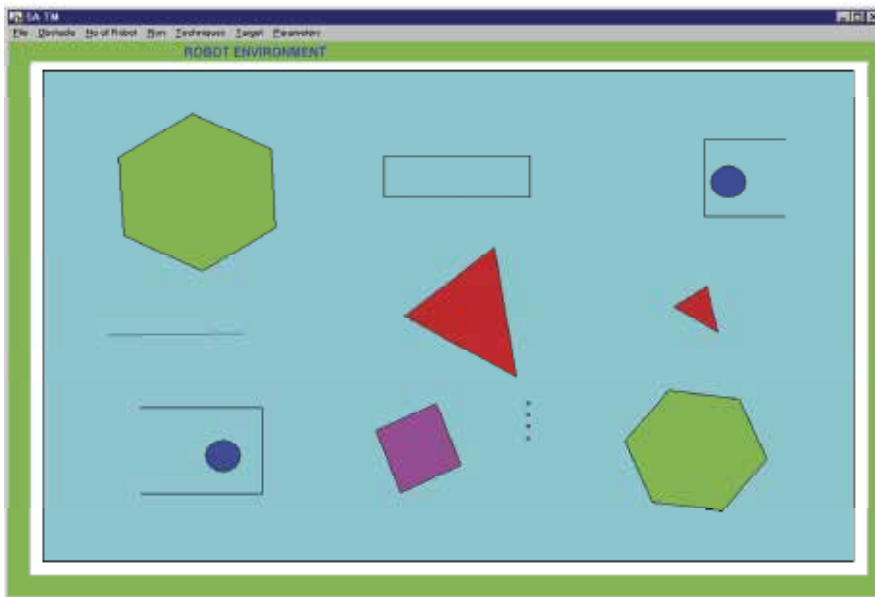 SA-TM
File Obstacle No of Robot Run Techniques Target Parameters
ROBOT ENVIRONMENT